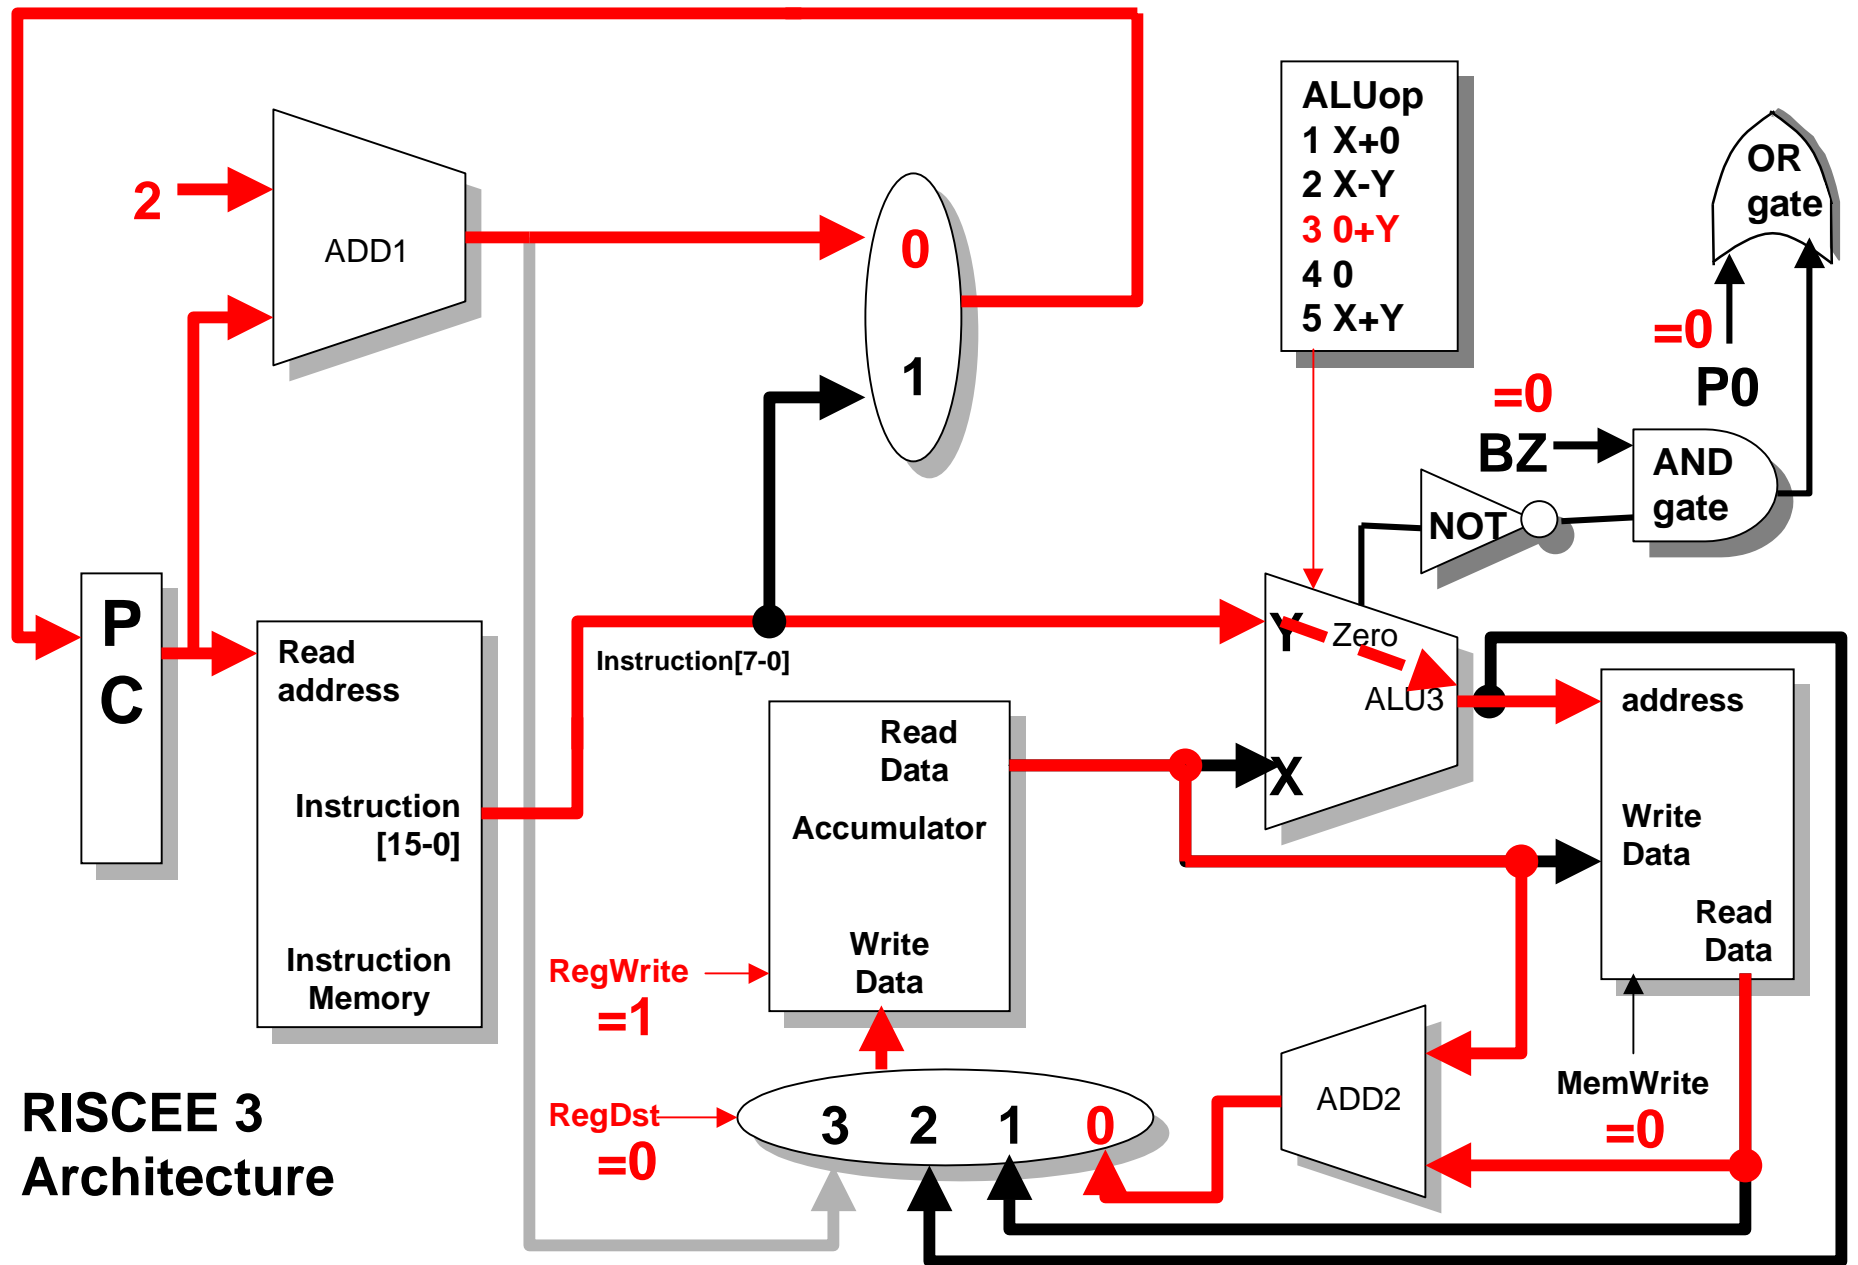 ALUop
1 X+0
2 X-Y
3 0+Y
4 0
5 X+Y
OR
gate
2
ADD1
0
1
=0
P0
=0
BZ
AND
gate
NOT
P
C
Read
address
Instruction
[15-0]
Instruction
Memory
Instruction[7-0]
Y
Zero
ALU3
X
address
Write
Data
Read
Data
Read
Data
Accumulator
Write
Data
RegWrite
=1
RegDst
=0
3 2 1 0
ADD2
MemWrite
=0
RISCEE 3
Architecture